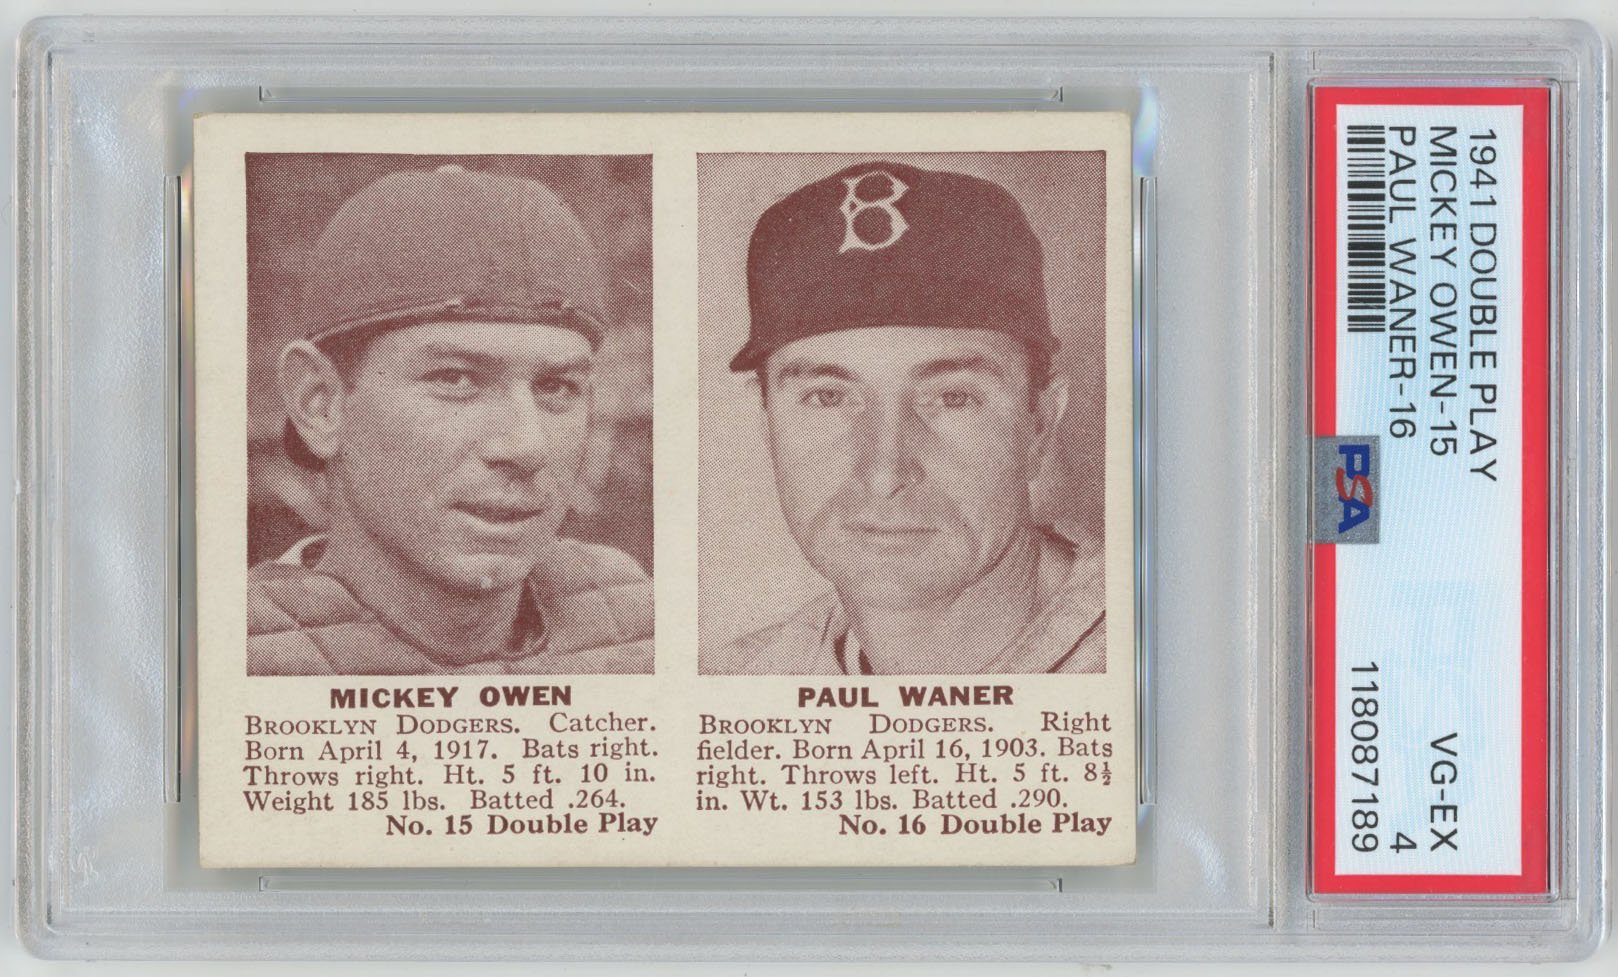 B
MICKEY OWEN
BROOKLYN DODGERS. Catcher.
Born April 4, 1917. Bats right.
Throws right. Ht. 5 ft. 10 in.
Weight 185 lbs. Batted .264.
No. 15 Double Play
PAUL WANER
BROOKLYN DODGERS. Right
fielder. Born April 16, 1903. Bats
right. Throws left. Ht. 5 ft. 8½
in. Wt. 153 lbs. Batted .290.
No. 16 Double Play
1941 DOUBLE PLAY
MICKEY OWEN-15
PAUL WANER-16
VG-EX
4
118087189
PSA